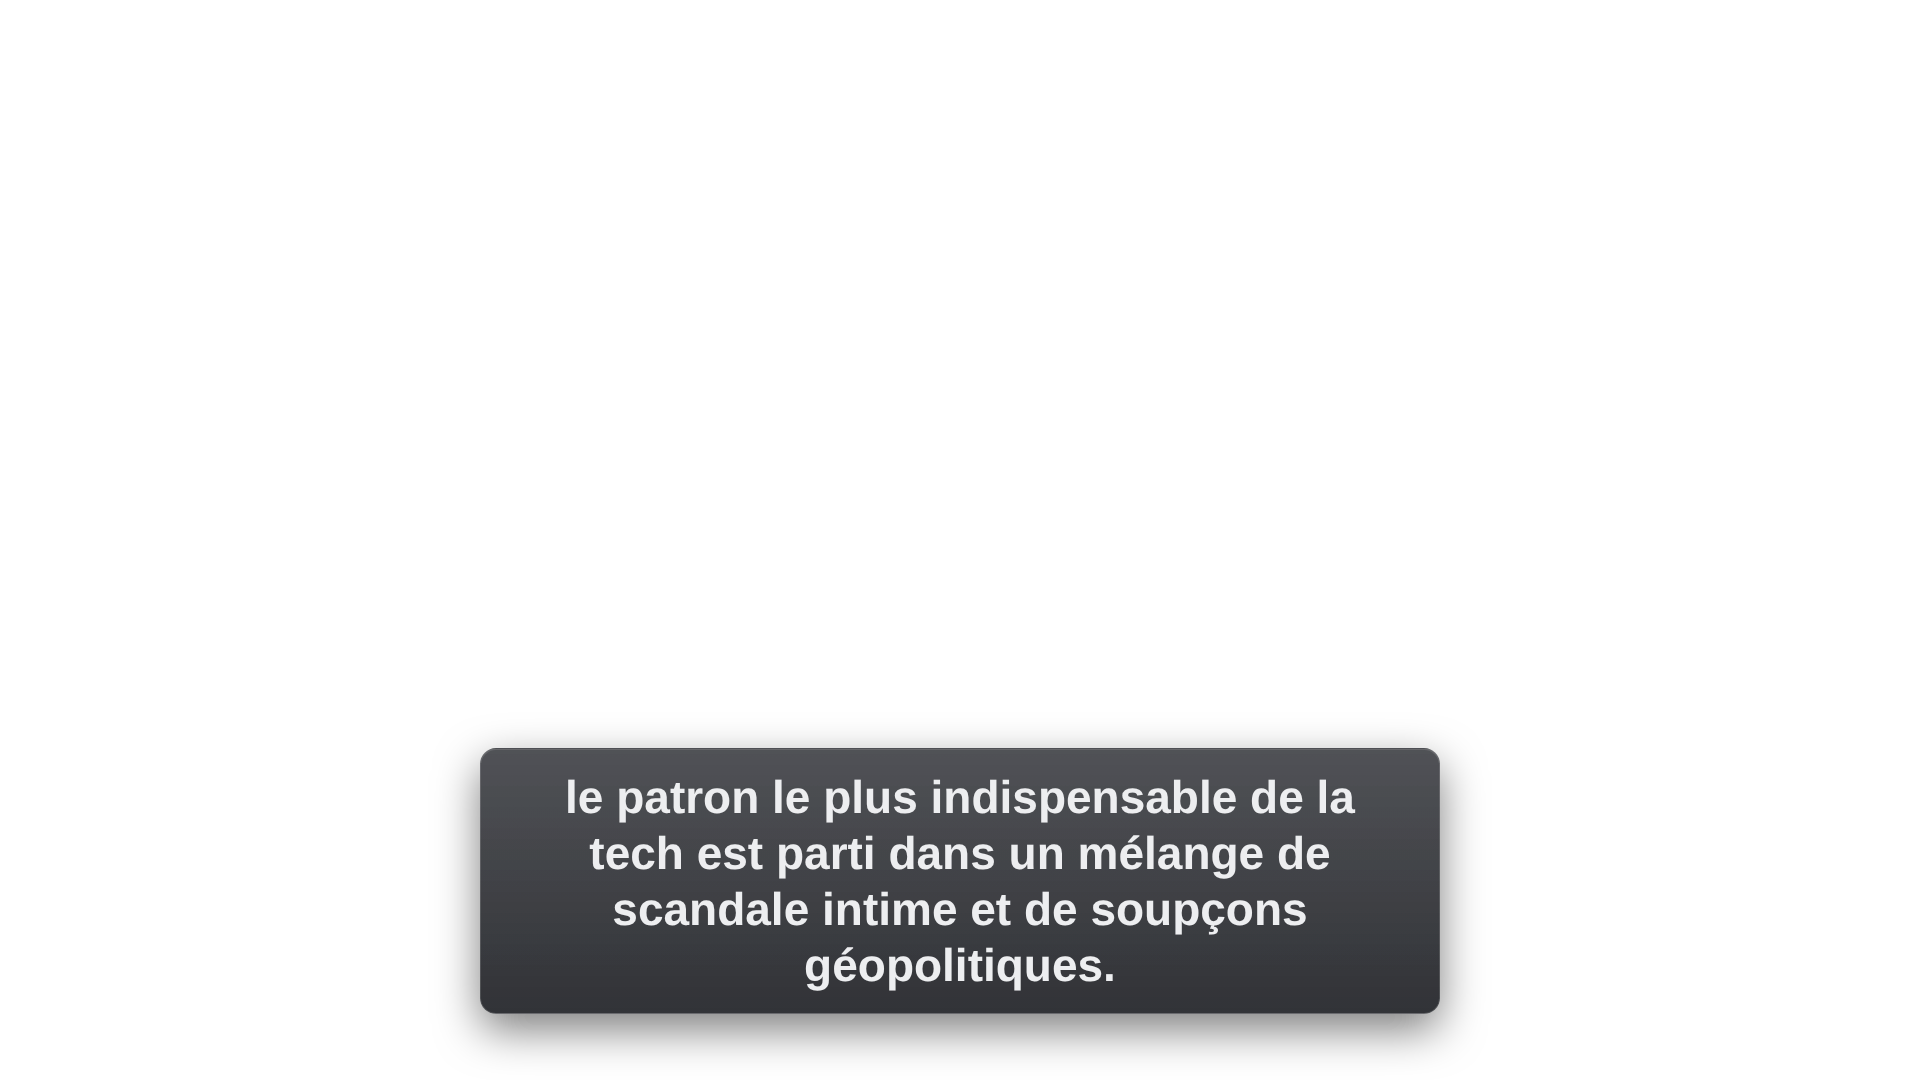 le patron le plus indispensable de la
tech est parti dans un mélange de
scandale intime et de soupçons
géopolitiques.